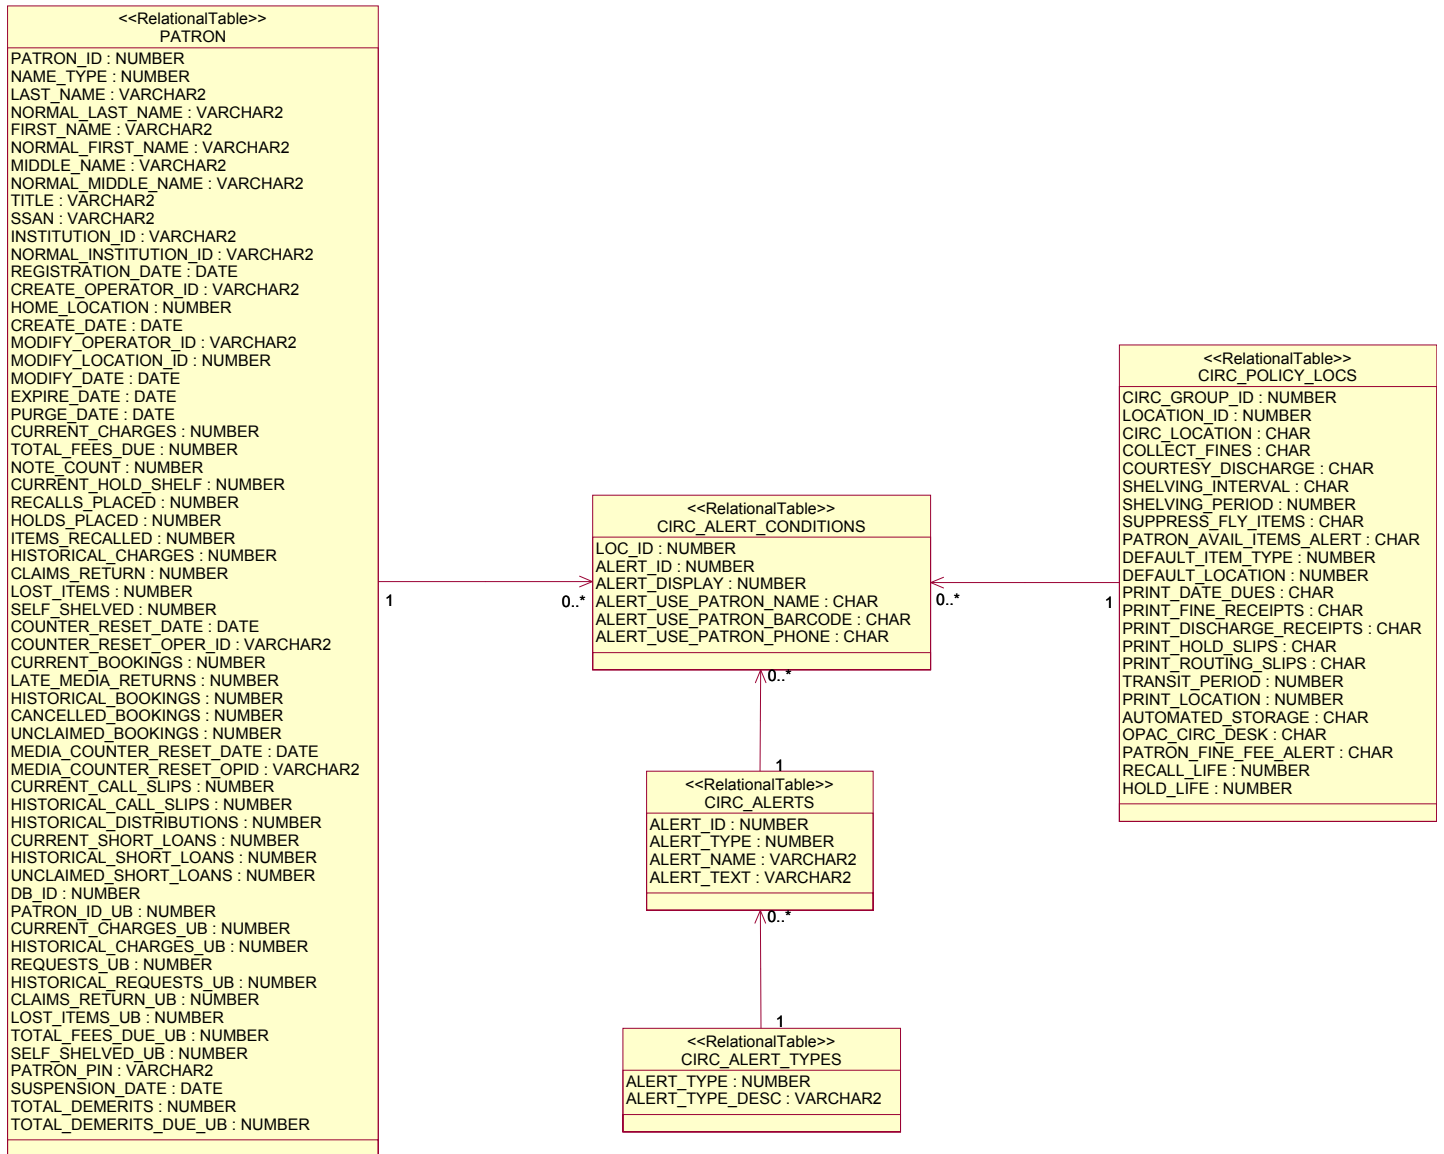 <<RelationalTable>>
PATRON
PATRON_ID : NUMBER
NAME_TYPE : NUMBER
LAST_NAME : VARCHAR2
NORMAL_LAST_NAME : VARCHAR2
FIRST_NAME : VARCHAR2
NORMAL_FIRST_NAME : VARCHAR2
MIDDLE_NAME : VARCHAR2
NORMAL_MIDDLE_NAME : VARCHAR2
TITLE : VARCHAR2
SSAN : VARCHAR2
INSTITUTION_ID : VARCHAR2
NORMAL_INSTITUTION_ID : VARCHAR2
REGISTRATION_DATE : DATE
CREATE_OPERATOR_ID : VARCHAR2
HOME_LOCATION : NUMBER
CREATE_DATE : DATE
MODIFY_OPERATOR_ID : VARCHAR2
MODIFY_LOCATION_ID : NUMBER
MODIFY_DATE : DATE
EXPIRE_DATE : DATE
PURGE_DATE : DATE
CURRENT_CHARGES : NUMBER
TOTAL_FEES_DUE : NUMBER
NOTE_COUNT : NUMBER
CURRENT_HOLD_SHELF : NUMBER
RECALLS_PLACED : NUMBER
HOLDS_PLACED : NUMBER
ITEMS_RECALLED : NUMBER
HISTORICAL_CHARGES : NUMBER
CLAIMS_RETURN : NUMBER
LOST_ITEMS : NUMBER
SELF_SHELVED : NUMBER
COUNTER_RESET_DATE : DATE
COUNTER_RESET_OPER_ID : VARCHAR2
CURRENT_BOOKINGS : NUMBER
LATE_MEDIA_RETURNS : NUMBER
HISTORICAL_BOOKINGS : NUMBER
CANCELLED_BOOKINGS : NUMBER
UNCLAIMED_BOOKINGS : NUMBER
MEDIA_COUNTER_RESET_DATE : DATE
MEDIA_COUNTER_RESET_OPID : VARCHAR2
CURRENT_CALL_SLIPS : NUMBER
HISTORICAL_CALL_SLIPS : NUMBER
HISTORICAL_DISTRIBUTIONS : NUMBER
CURRENT_SHORT_LOANS : NUMBER
HISTORICAL_SHORT_LOANS : NUMBER
UNCLAIMED_SHORT_LOANS : NUMBER
DB_ID : NUMBER
PATRON_ID_UB : NUMBER
CURRENT_CHARGES_UB : NUMBER
HISTORICAL_CHARGES_UB : NUMBER
REQUESTS_UB : NUMBER
HISTORICAL_REQUESTS_UB : NUMBER
CLAIMS_RETURN_UB : NUMBER
LOST_ITEMS_UB : NUMBER
TOTAL_FEES_DUE_UB : NUMBER
SELF_SHELVED_UB : NUMBER
PATRON_PIN : VARCHAR2
SUSPENSION_DATE : DATE
TOTAL_DEMERITS : NUMBER
TOTAL_DEMERITS_DUE_UB : NUMBER
1
0..*
<<RelationalTable>>
CIRC_ALERT_CONDITIONS
LOC_ID : NUMBER
ALERT_ID : NUMBER
ALERT_DISPLAY : NUMBER
ALERT_USE_PATRON_NAME : CHAR
ALERT_USE_PATRON_BARCODE : CHAR
ALERT_USE_PATRON_PHONE : CHAR
0..*
1
0..*
1
<<RelationalTable>>
CIRC_ALERTS
ALERT_ID : NUMBER
ALERT_TYPE : NUMBER
ALERT_NAME : VARCHAR2
ALERT_TEXT : VARCHAR2
0..*
1
<<RelationalTable>>
CIRC_ALERT_TYPES
ALERT_TYPE : NUMBER
ALERT_TYPE_DESC : VARCHAR2
<<RelationalTable>>
CIRC_POLICY_LOCS
CIRC_GROUP_ID : NUMBER
LOCATION_ID : NUMBER
CIRC_LOCATION : CHAR
COLLECT_FINES : CHAR
COURTESY_DISCHARGE : CHAR
SHELVING_INTERVAL : CHAR
SHELVING_PERIOD : NUMBER
SUPPRESS_FLY_ITEMS : CHAR
PATRON_AVAIL_ITEMS_ALERT : CHAR
DEFAULT_ITEM_TYPE : NUMBER
DEFAULT_LOCATION : NUMBER
PRINT_DATE_DUES : CHAR
PRINT_FINE_RECEIPTS : CHAR
PRINT_DISCHARGE_RECEIPTS : CHAR
PRINT_HOLD_SLIPS : CHAR
PRINT_ROUTING_SLIPS : CHAR
TRANSIT_PERIOD : NUMBER
PRINT_LOCATION : NUMBER
AUTOMATED_STORAGE : CHAR
OPAC_CIRC_DESK : CHAR
PATRON_FINE_FEE_ALERT : CHAR
RECALL_LIFE : NUMBER
HOLD_LIFE : NUMBER